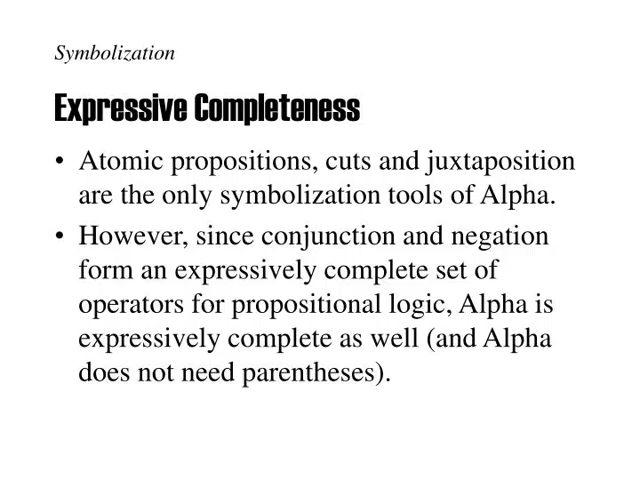 Symbolization
Expressive Completeness
• Atomic propositions, cuts and juxtaposition
are the only symbolization tools of Alpha.
• However, since conjunction and negation
form an expressively complete set of
operators for propositional logic, Alpha is
expressively complete as well (and Alpha
does not need parentheses).